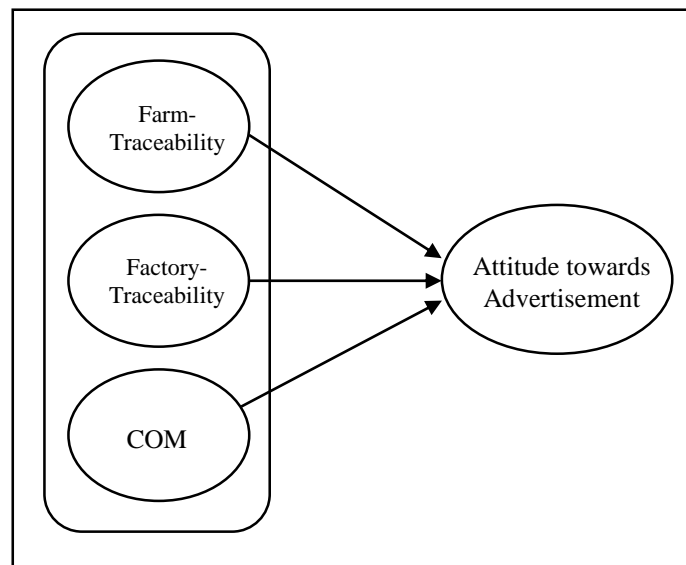 Farm-
Traceability
Factory-
Traceability
COM
Attitude towards
Advertisement